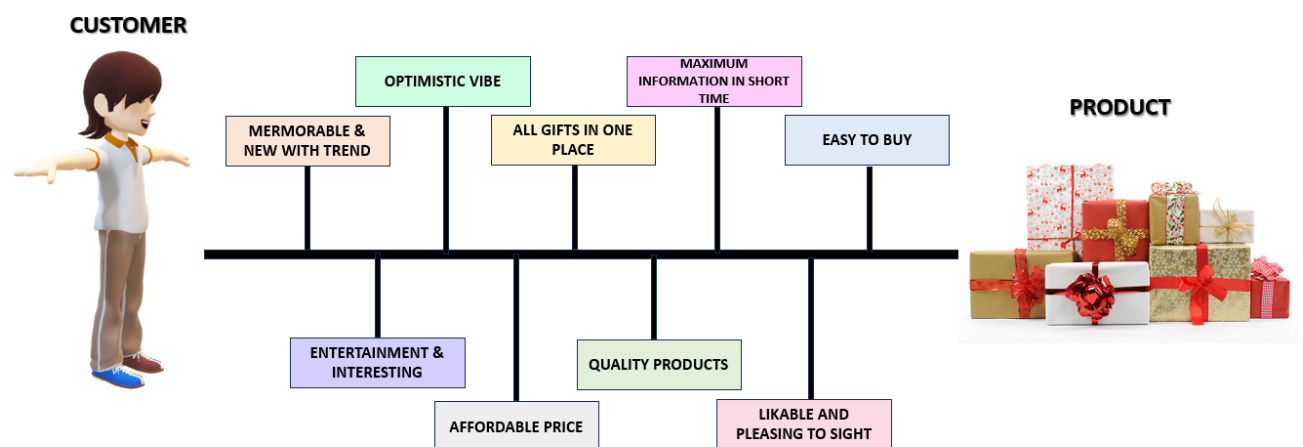 CUSTOMER
OPTIMISTIC VIBE
MAXIMUM
INFORMATION IN SHORT
TIME
PRODUCT
MERMORABLE &
NEW WITH TREND
ALL GIFTS IN ONE
PLACE
EASY TO BUY
ENTERTAINMENT &
INTERESTING
QUALITY PRODUCTS
AFFORDABLE PRICE
LIKABLE AND
PLEASING TO SIGHT